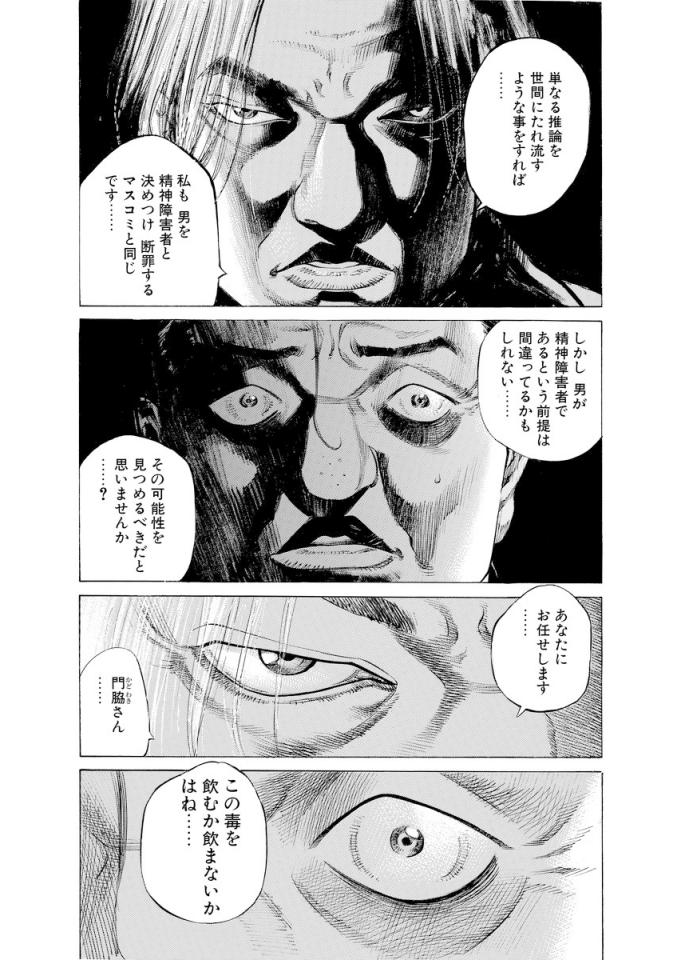 単なる推論を
世間にたれ流す
ような事をすれば
……
私も 男を
精神障害者と
決めつけ 断罪する
マスコミと同じ
です……
しかし 男が
精神障害者で
あるという前提は
間違ってるかも
しれない……
その可能性を
見つめるべきだと
思いませんか
……?
あなたに
お任せします
……
門脇さん
かどわき
……
この毒を
飲むか飲まないか
はね……